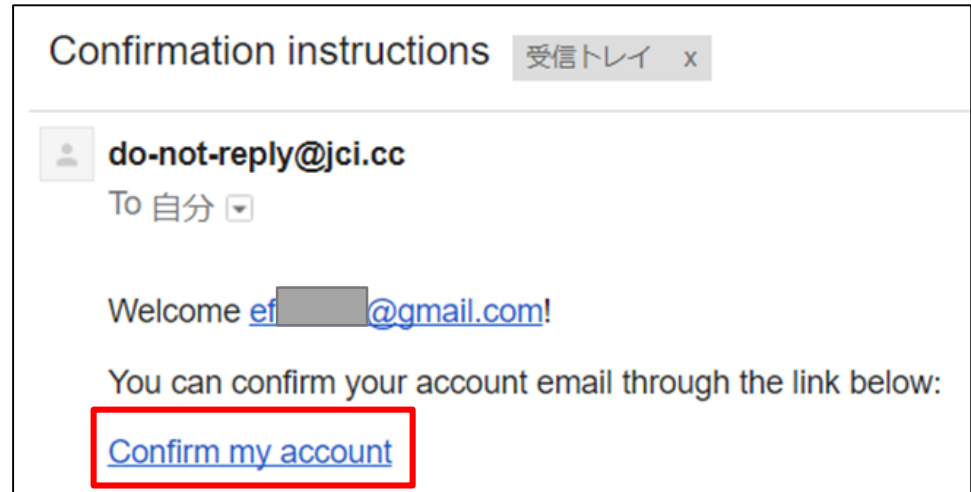 Confirmation instructions 受信トレイ x
do-not-reply@jci.cc
To 自分
Welcome ef @gmail.com!
You can confirm your account email through the link below:
Confirm my account